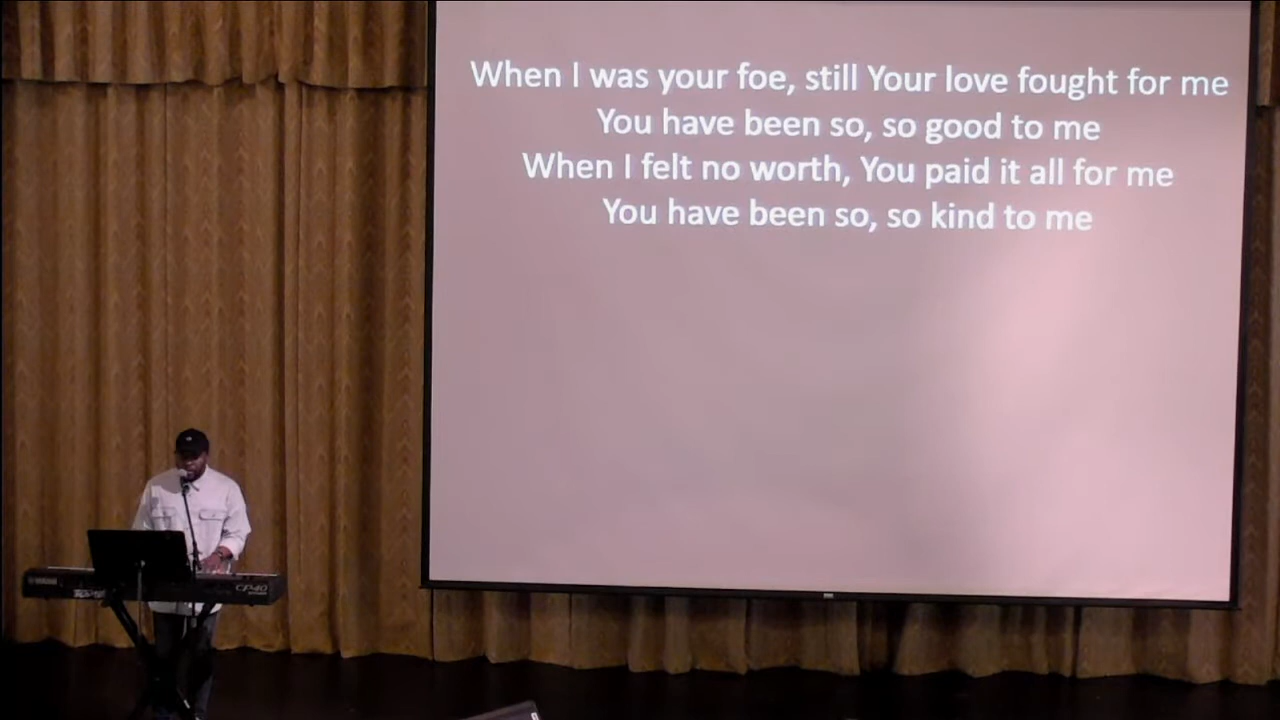 When I was your foe, still Your love fought for me
You have been so, so good to me
When I felt no worth, You paid it all for me
You have been so, so kind to me
CP40